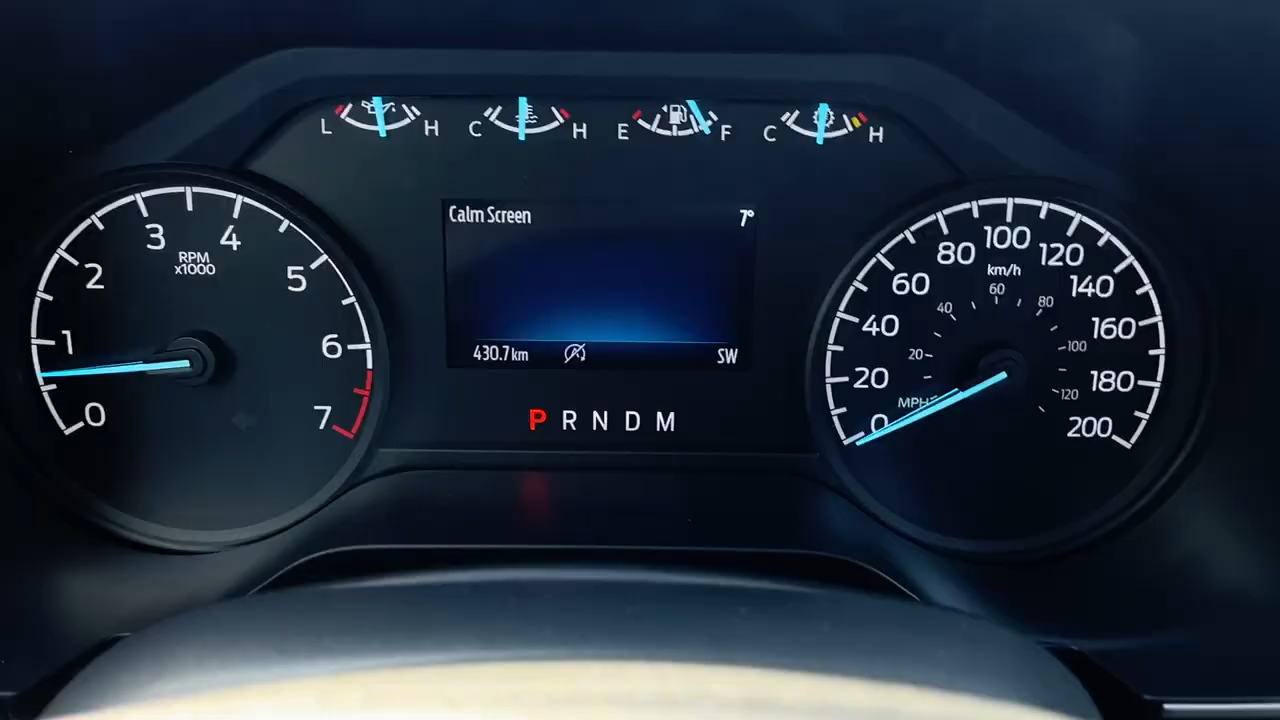 L H
C H
E F
C H
Calm Screen 7°
430.7 km SW
P R N D M
0 1 2 3 4 5 6 7
RPM
x1000
0 20 40 60 80 100 120 140 160 180 200
km/h
20 40 60 80 100 120
MPH